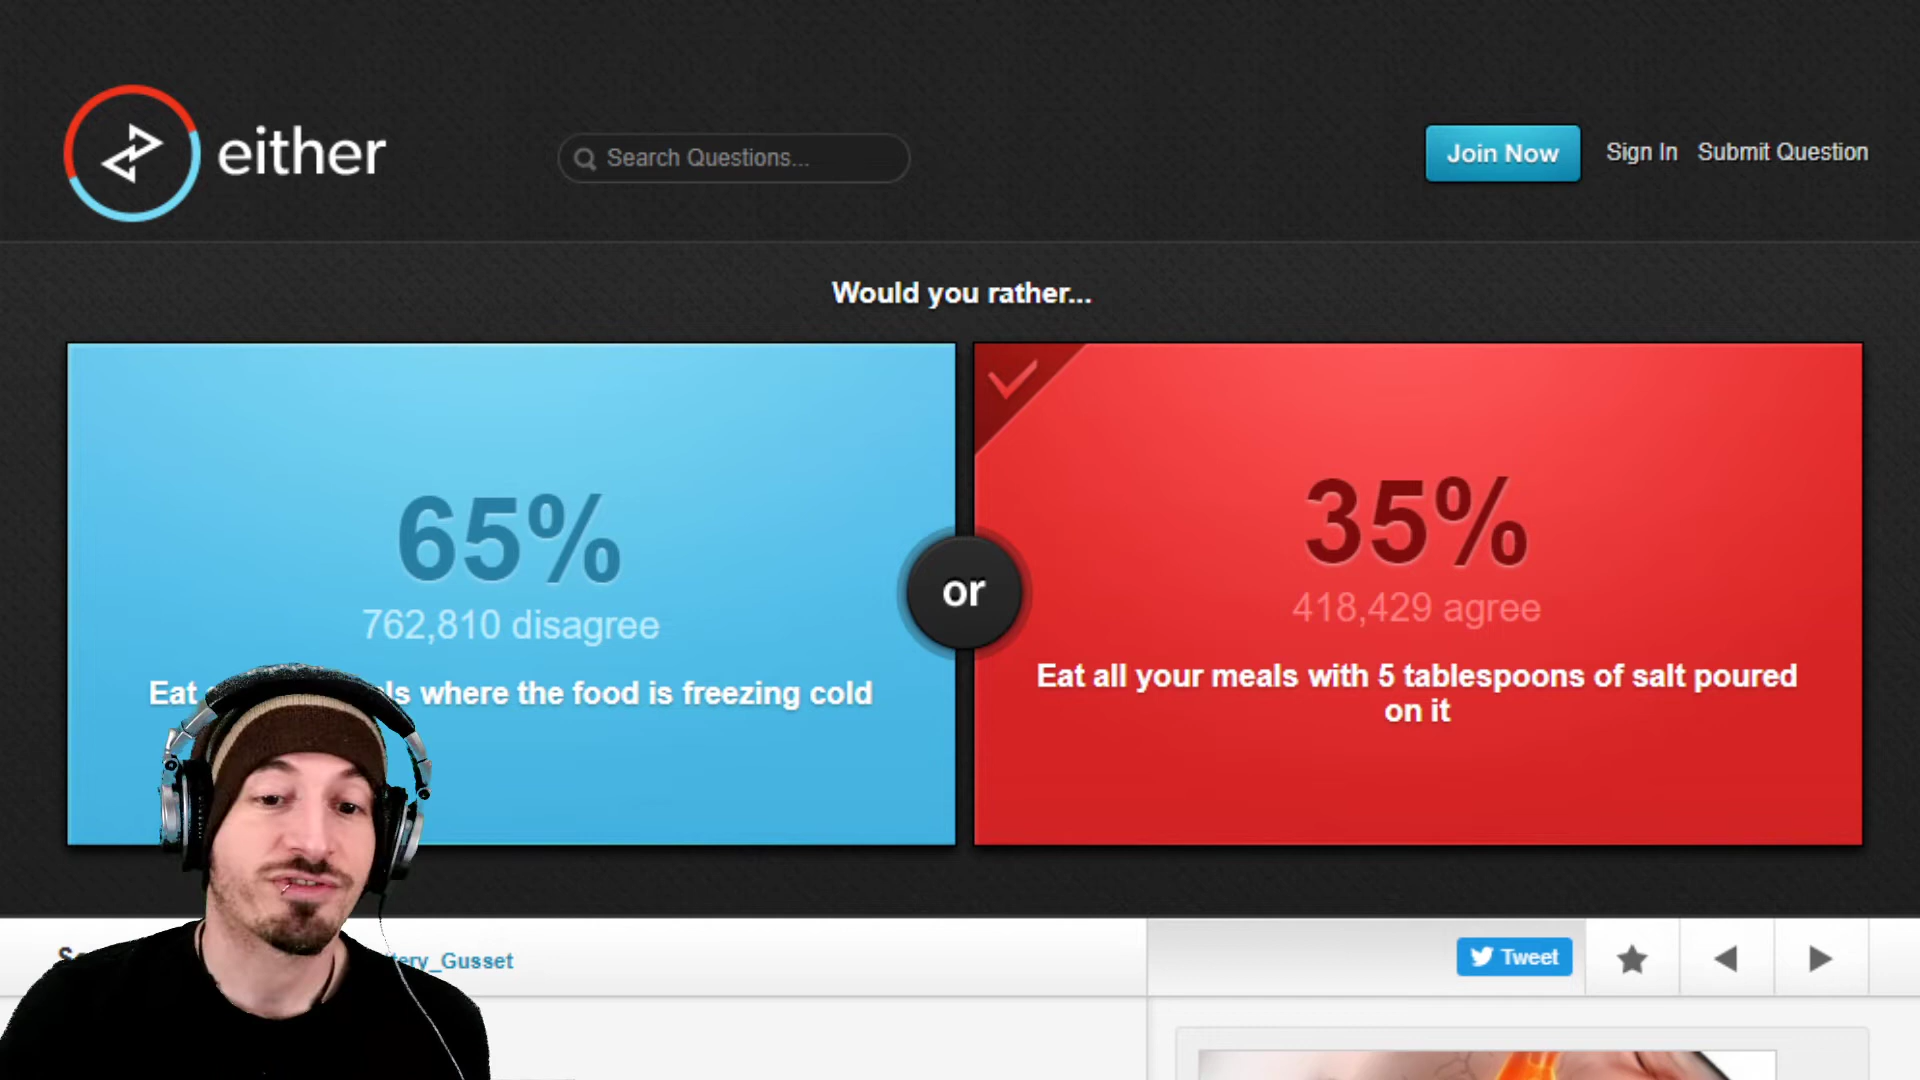 either
Search Questions...
Join Now
Sign In
Submit Question
Would you rather...
65%
762,810 disagree
Eat where the food is freezing cold
or
35%
418,429 agree
Eat all your meals with 5 tablespoons of salt poured
on it
Tweet